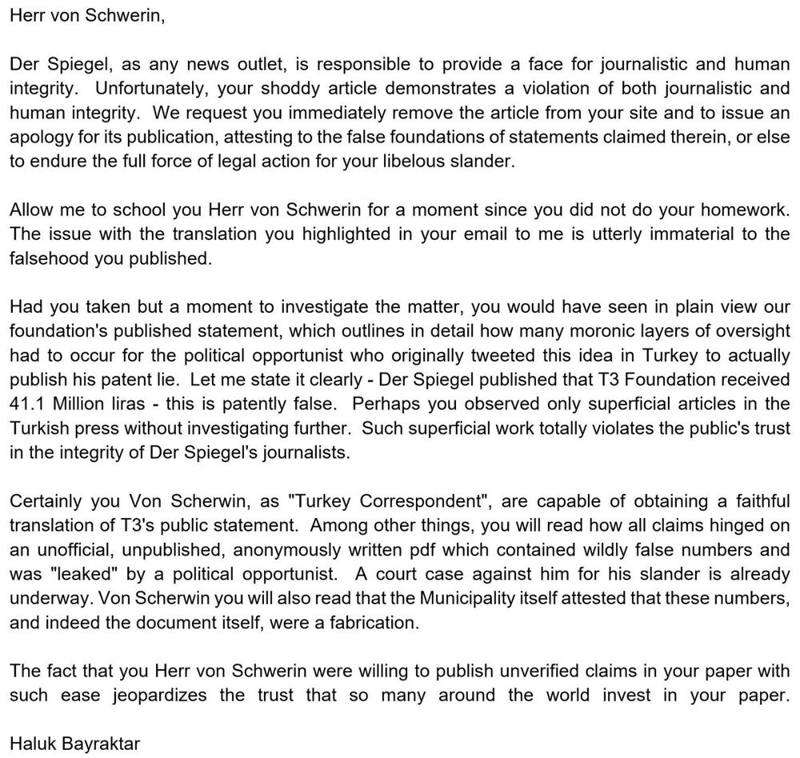 Herr von Schwerin,
Der Spiegel, as any news outlet, is responsible to provide a face for journalistic and human
integrity.  Unfortunately, your shoddy article demonstrates a violation of both journalistic and
human integrity.  We request you immediately remove the article from your site and to issue an
apology for its publication, attesting to the false foundations of statements claimed therein, or else
to endure the full force of legal action for your libelous slander.
Allow me to school you Herr von Schwerin for a moment since you did not do your homework.
The issue with the translation you highlighted in your email to me is utterly immaterial to the
falsehood you published.
Had you taken but a moment to investigate the matter, you would have seen in plain view our
foundation's published statement, which outlines in detail how many moronic layers of oversight
had to occur for the political opportunist who originally tweeted this idea in Turkey to actually
publish his patent lie.  Let me state it clearly - Der Spiegel published that T3 Foundation received
41.1 Million liras - this is patently false.  Perhaps you observed only superficial articles in the
Turkish press without investigating further.  Such superficial work totally violates the public's trust
in the integrity of Der Spiegel's journalists.
Certainly you Von Scherwin, as "Turkey Correspondent", are capable of obtaining a faithful
translation of T3's public statement.  Among other things, you will read how all claims hinged on
an unofficial, unpublished, anonymously written pdf which contained wildly false numbers and
was "leaked" by a political opportunist.  A court case against him for his slander is already
underway. Von Scherwin you will also read that the Municipality itself attested that these numbers,
and indeed the document itself, were a fabrication.
The fact that you Herr von Schwerin were willing to publish unverified claims in your paper with
such ease jeopardizes the trust that so many around the world invest in your paper.
Haluk Bayraktar